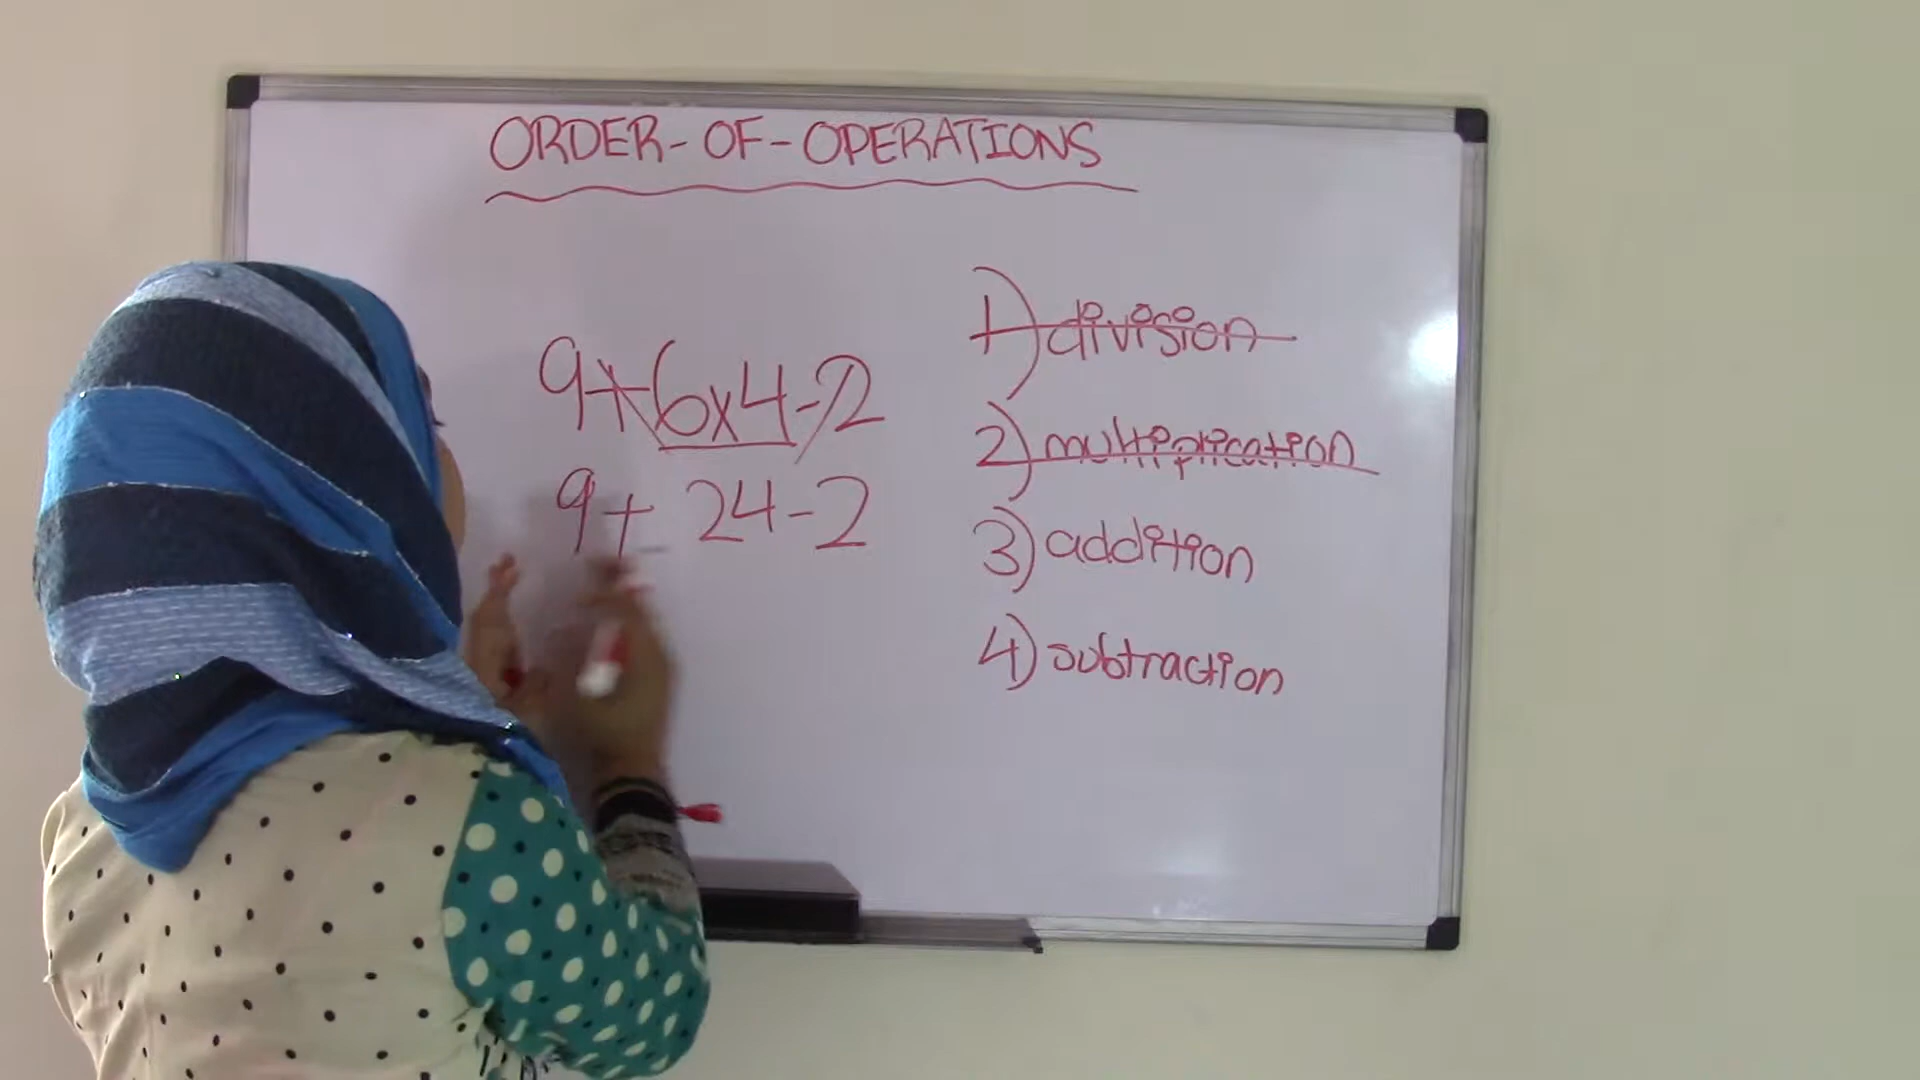 ORDER-OF-OPERATIONS
9+6x4-2
9+ 24-2
1) division
2) multiplication
3) addition
4) subtraction